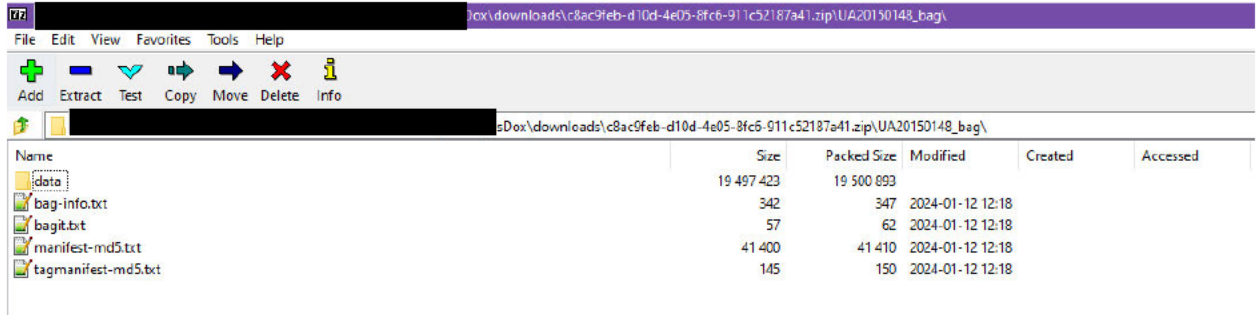 7z
Dox\downloads\c8ac9feb-d10d-4e05-8fc6-911c52187a41.zip\UA20150148_bag\
File Edit View Favorites Tools Help
Add Extract Test Copy Move Delete Info
sDox\downloads\c8ac9feb-d10d-4e05-8fc6-911c52187a41.zip\UA20150148_bag\
Name Size Packed Size Modified Created Accessed
data 19 497 423 19 500 893
bag-info.txt 342 347 2024-01-12 12:18
bagit.txt 57 62 2024-01-12 12:18
manifest-md5.txt 41 400 41 410 2024-01-12 12:18
tagmanifest-md5.txt 145 150 2024-01-12 12:18